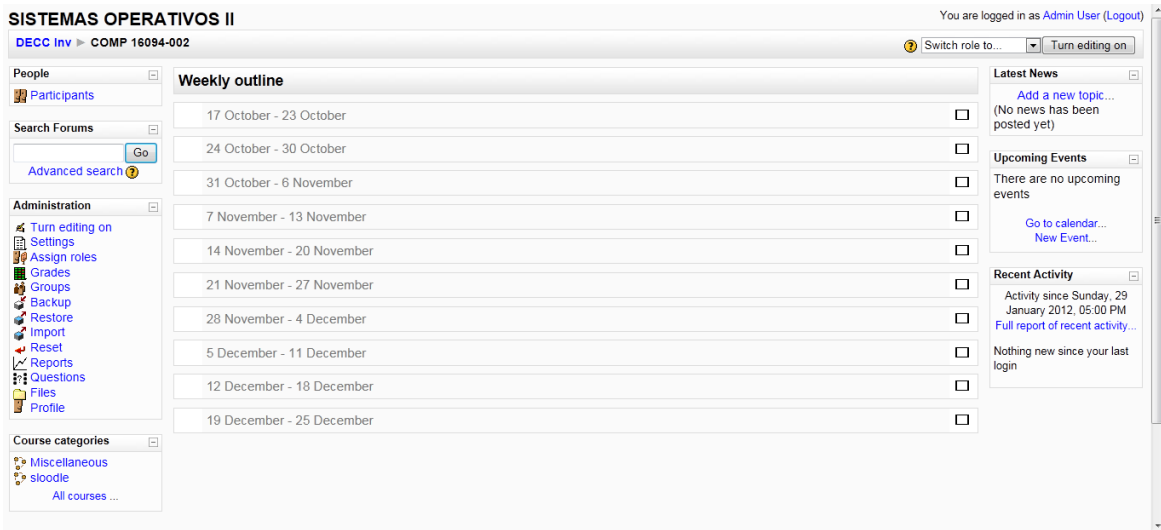 SISTEMAS OPERATIVOS II
You are logged in as Admin User (Logout)
DECC Inv ► COMP 16094-002
Switch role to...
Turn editing on
People
Participants
Search Forums
Go
Advanced search
Administration
Turn editing on
Settings
Assign roles
Grades
Groups
Backup
Restore
Import
Reset
Reports
Questions
Files
Profile
Course categories
Miscellaneous
sloodle
All courses ...
Weekly outline
17 October - 23 October
24 October - 30 October
31 October - 6 November
7 November - 13 November
14 November - 20 November
21 November - 27 November
28 November - 4 December
5 December - 11 December
12 December - 18 December
19 December - 25 December
Latest News
Add a new topic...
(No news has been
posted yet)
Upcoming Events
There are no upcoming
events
Go to calendar...
New Event...
Recent Activity
Activity since Sunday, 29
January 2012, 05:00 PM
Full report of recent activity...
Nothing new since your last
login